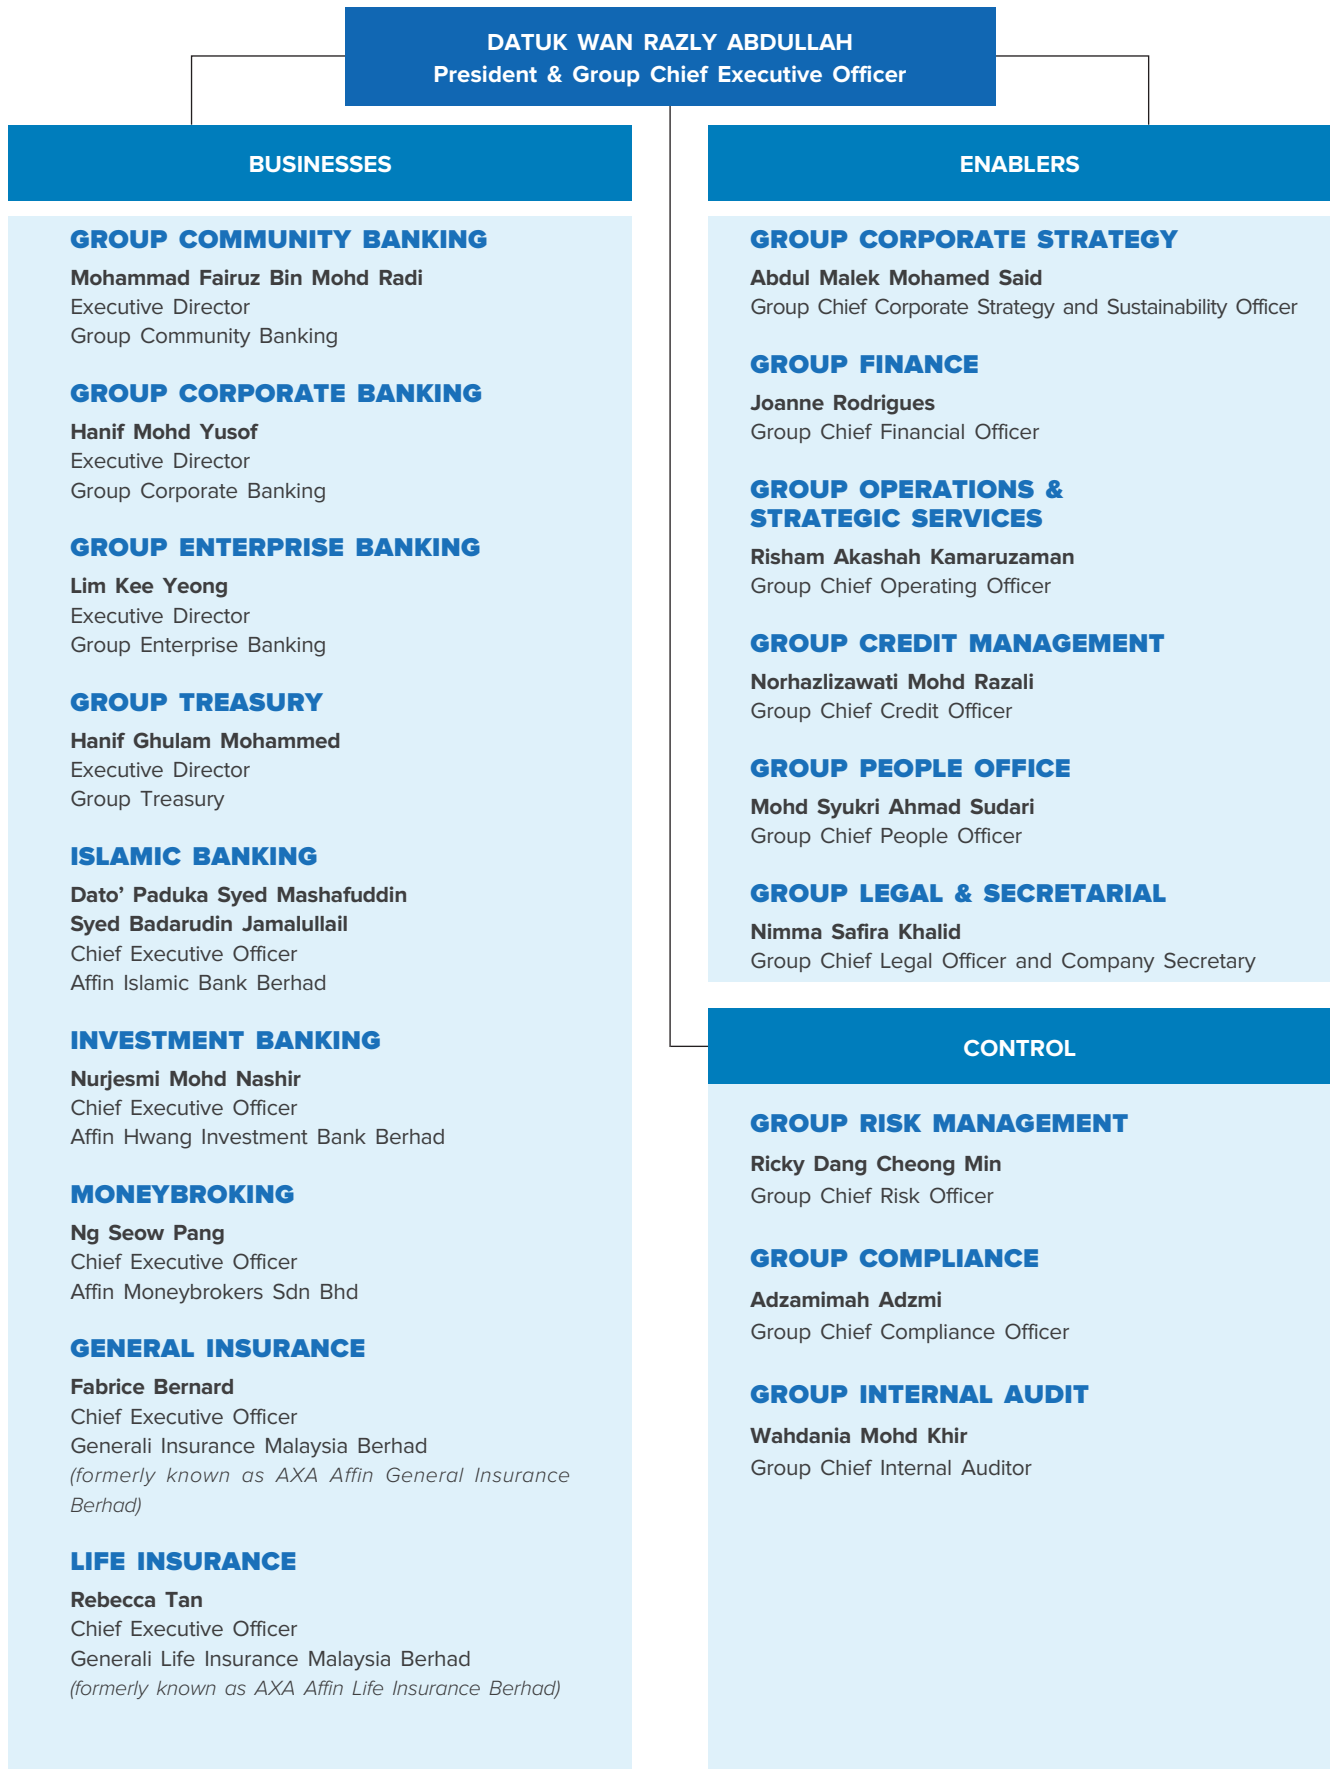 DATUK WAN RAZLY ABDULLAH
President & Group Chief Executive Officer
BUSINESSES
GROUP COMMUNITY BANKING
Mohammad Fairuz Bin Mohd Radi
Executive Director
Group Community Banking
GROUP CORPORATE BANKING
Hanif Mohd Yusof
Executive Director
Group Corporate Banking
GROUP ENTERPRISE BANKING
Lim Kee Yeong
Executive Director
Group Enterprise Banking
GROUP TREASURY
Hanif Ghulam Mohammed
Executive Director
Group Treasury
ISLAMIC BANKING
Dato’ Paduka Syed Mashafuddin
Syed Badarudin Jamalullail
Chief Executive Officer
Affin Islamic Bank Berhad
INVESTMENT BANKING
Nurjesmi Mohd Nashir
Chief Executive Officer
Affin Hwang Investment Bank Berhad
MONEYBROKING
Ng Seow Pang
Chief Executive Officer
Affin Moneybrokers Sdn Bhd
GENERAL INSURANCE
Fabrice Bernard
Chief Executive Officer
Generali Insurance Malaysia Berhad
(formerly known as AXA Affin General Insurance
Berhad)
LIFE INSURANCE
Rebecca Tan
Chief Executive Officer
Generali Life Insurance Malaysia Berhad
(formerly known as AXA Affin Life Insurance Berhad)
ENABLERS
GROUP CORPORATE STRATEGY
Abdul Malek Mohamed Said
Group Chief Corporate Strategy and Sustainability Officer
GROUP FINANCE
Joanne Rodrigues
Group Chief Financial Officer
GROUP OPERATIONS &
STRATEGIC SERVICES
Risham Akashah Kamaruzaman
Group Chief Operating Officer
GROUP CREDIT MANAGEMENT
Norhazlizawati Mohd Razali
Group Chief Credit Officer
GROUP PEOPLE OFFICE
Mohd Syukri Ahmad Sudari
Group Chief People Officer
GROUP LEGAL & SECRETARIAL
Nimma Safira Khalid
Group Chief Legal Officer and Company Secretary
CONTROL
GROUP RISK MANAGEMENT
Ricky Dang Cheong Min
Group Chief Risk Officer
GROUP COMPLIANCE
Adzamimah Adzmi
Group Chief Compliance Officer
GROUP INTERNAL AUDIT
Wahdania Mohd Khir
Group Chief Internal Auditor